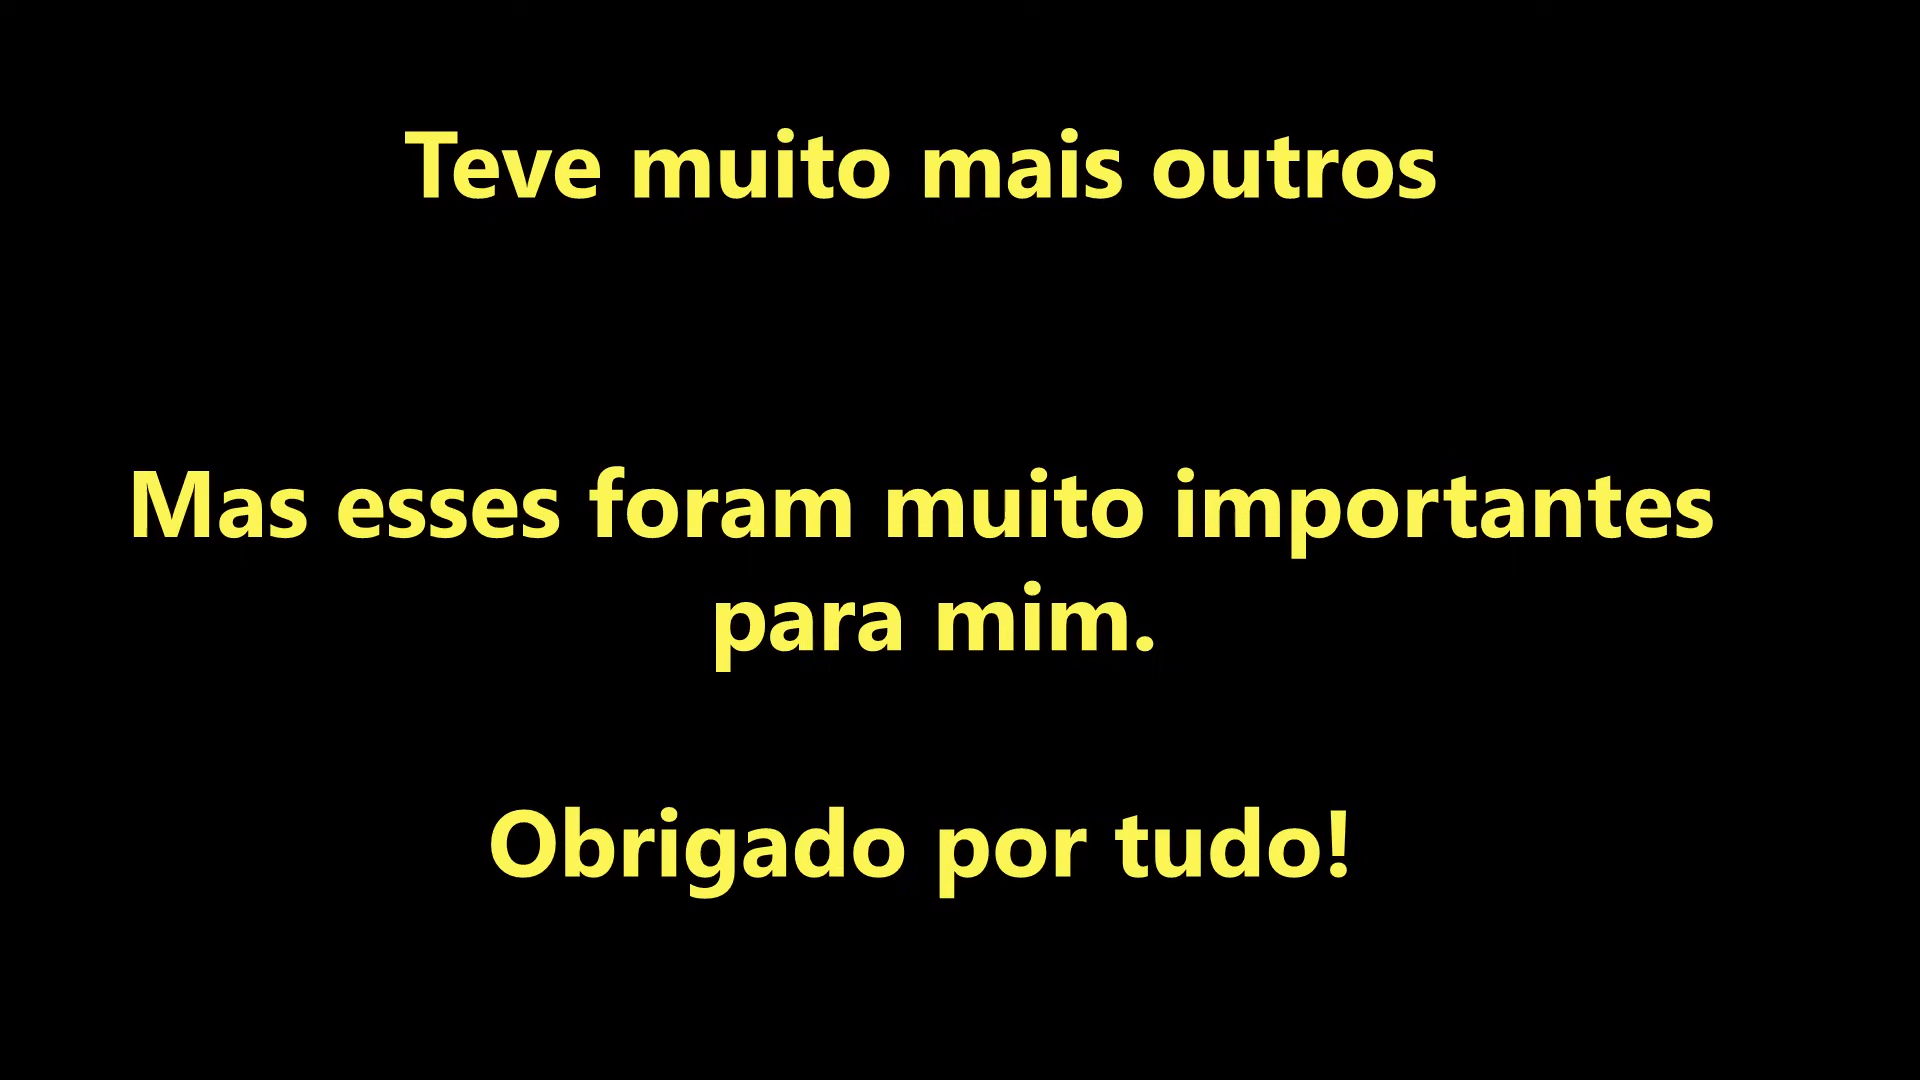 Teve muito mais outros
Mas esses foram muito importantes
para mim.
Obrigado por tudo!